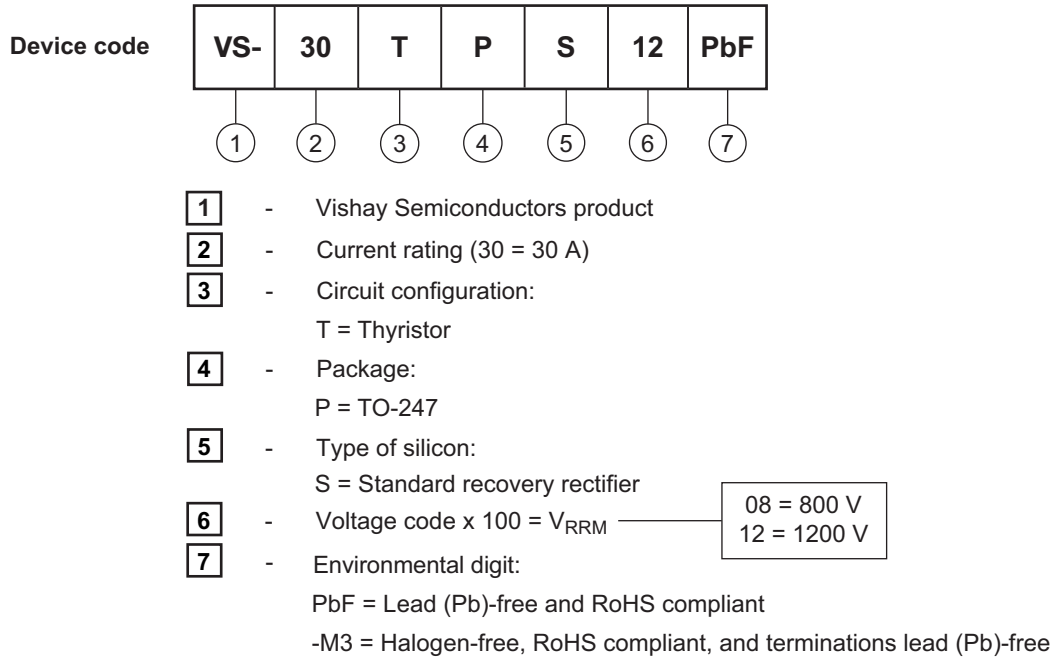 Device code VS- 30 T P S 12 PbF
1 2 3 4 5 6 7
1 - Vishay Semiconductors product
2 - Current rating (30 = 30 A)
3 - Circuit configuration:
T = Thyristor
4 - Package:
P = TO-247
5 - Type of silicon:
S = Standard recovery rectifier
6 - Voltage code x 100 = VRRM
08 = 800 V
12 = 1200 V
7 - Environmental digit:
PbF = Lead (Pb)-free and RoHS compliant
-M3 = Halogen-free, RoHS compliant, and terminations lead (Pb)-free